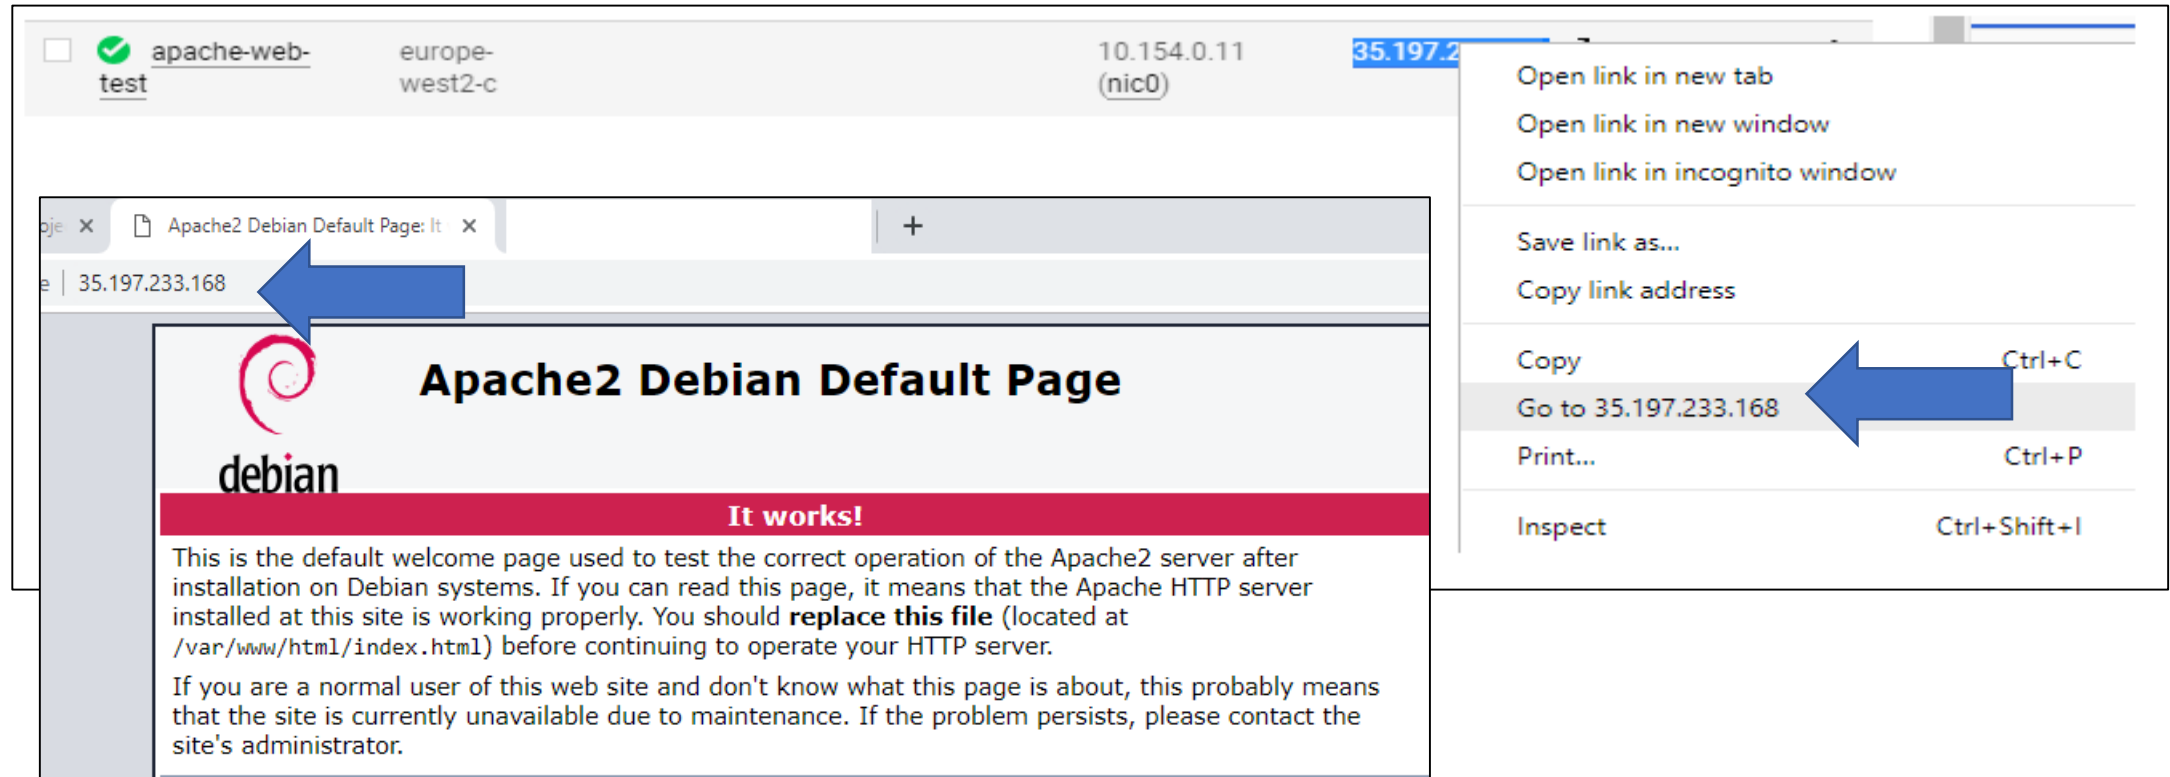 apache-web-
test
europe-
west2-c
10.154.0.11
(nic0)
35.197.2
Open link in new tab
Open link in new window
Open link in incognito window
Save link as...
Copy link address
Copy Ctrl+C
Go to 35.197.233.168
Print... Ctrl+P
Inspect Ctrl+Shift+I
oje Apache2 Debian Default Page: It
e 35.197.233.168
debian
Apache2 Debian Default Page
It works!
This is the default welcome page used to test the correct operation of the Apache2 server after
installation on Debian systems. If you can read this page, it means that the Apache HTTP server
installed at this site is working properly. You should replace this file (located at
/var/www/html/index.html) before continuing to operate your HTTP server.
If you are a normal user of this web site and don't know what this page is about, this probably means
that the site is currently unavailable due to maintenance. If the problem persists, please contact the
site's administrator.